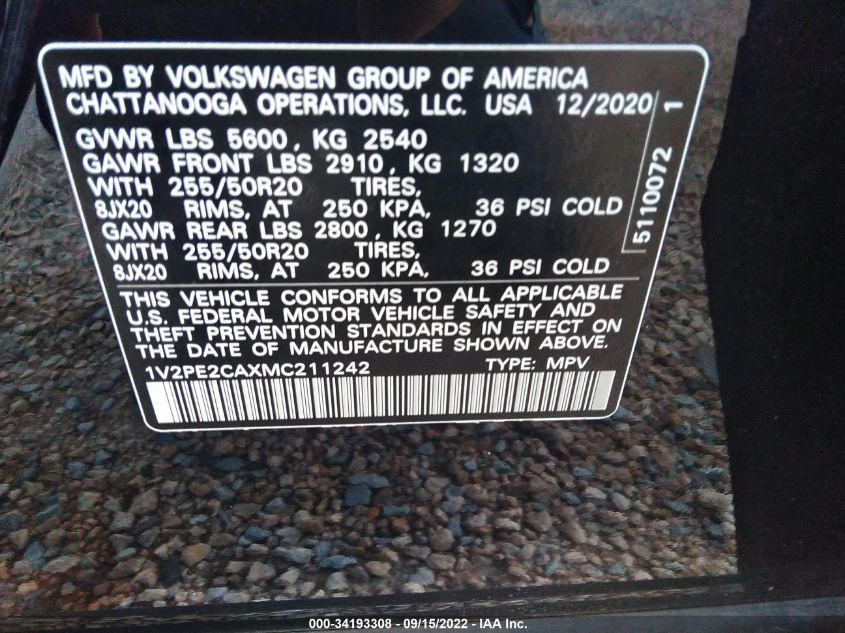 MFD BY VOLKSWAGEN GROUP OF AMERICA
CHATTANOOGA OPERATIONS, LLC. USA 12/2020
GVWR LBS 5600, KG 2540
GAWR FRONT LBS 2910, KG 1320
WITH 255/50R20 TIRES,
8JX20 RIMS, AT 250 KPA, 36 PSI COLD
GAWR REAR LBS 2800, KG 1270
WITH 255/50R20 TIRES,
8JX20 RIMS, AT 250 KPA, 36 PSI COLD
5110072 1
THIS VEHICLE CONFORMS TO ALL APPLICABLE
U.S. FEDERAL MOTOR VEHICLE SAFETY AND
THEFT PREVENTION STANDARDS IN EFFECT ON
THE DATE OF MANUFACTURE SHOWN ABOVE.
1V2PE2CAXMC211242 TYPE: MPV
000-34193308 - 09/15/2022 - IAA Inc.